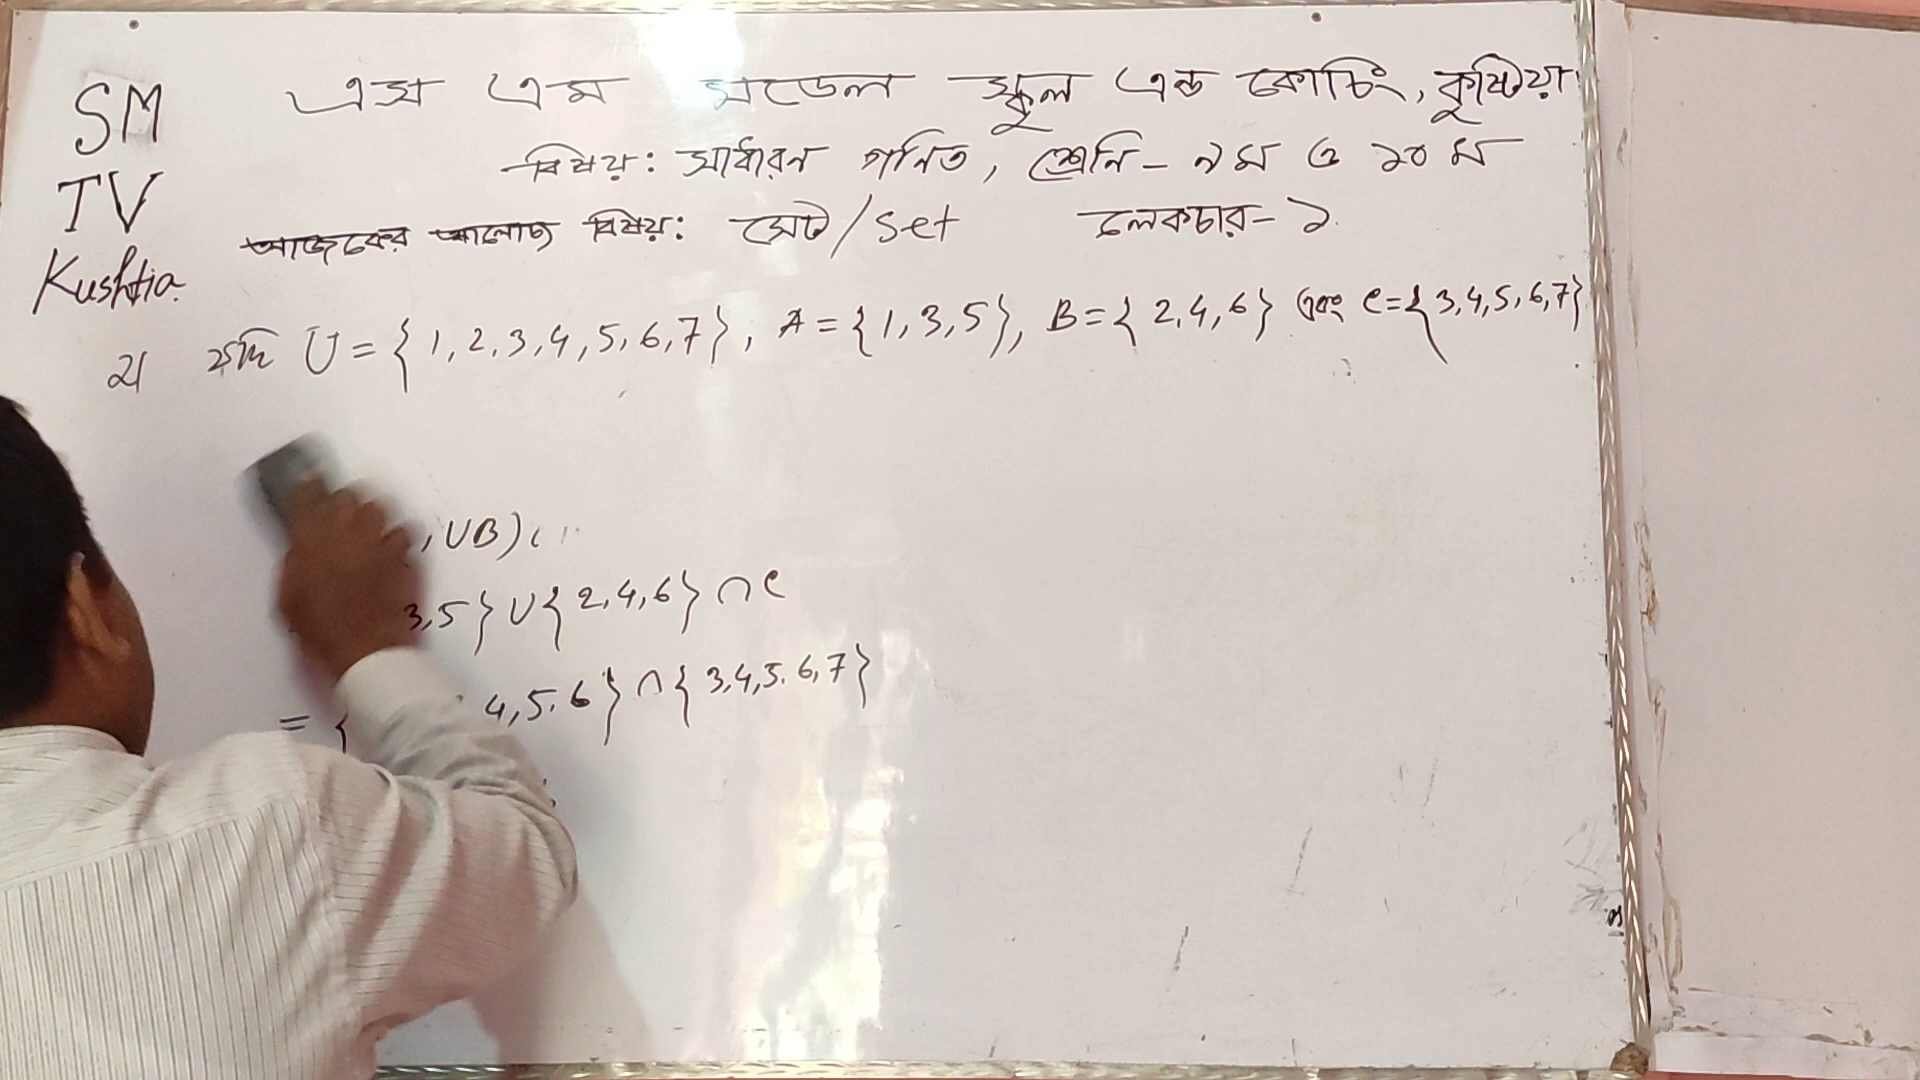 SM
TV
Kushtia
এস এম মডেল স্কুল এন্ড কোচিং, কুষ্টিয়া
বিষয়: সাধারন গনিত, শ্রেনি - ৯ম ও ১০ ম
আজকের আলোচ্য বিষয়: সেট/set লেকচার - ১
২। যদি U = { 1, 2, 3, 4, 5, 6, 7 }, A = { 1, 3, 5 }, B = { 2, 4, 6 } এবং C = { 3, 4, 5, 6, 7 }
UB)
3, 5 } U { 2, 4, 6 } ∩ C
= { 4, 5, 6 } ∩ { 3, 4, 5, 6, 7 }